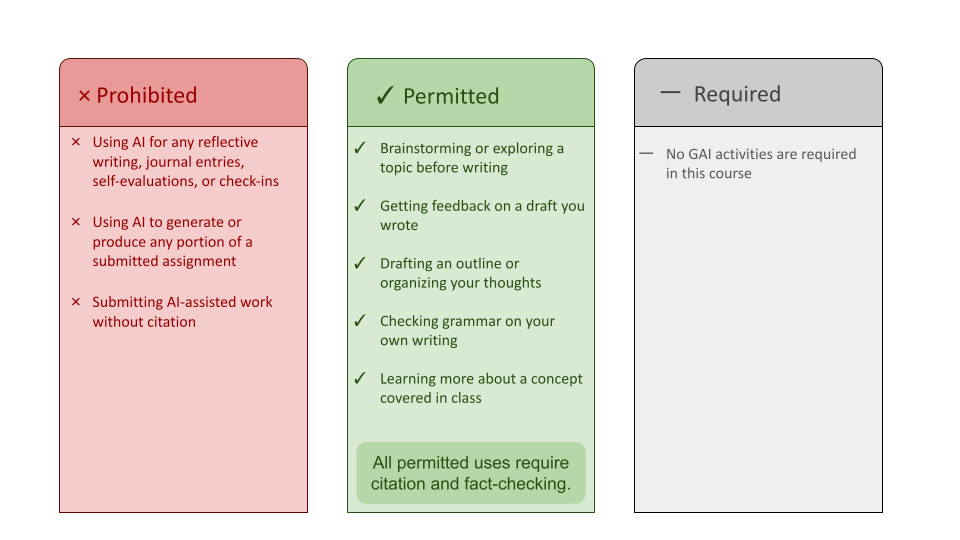 × Prohibited
× Using AI for any reflective
writing, journal entries,
self-evaluations, or check-ins
× Using AI to generate or
produce any portion of a
submitted assignment
× Submitting AI-assisted work
without citation
✓ Permitted
✓ Brainstorming or exploring a
topic before writing
✓ Getting feedback on a draft you
wrote
✓ Drafting an outline or
organizing your thoughts
✓ Checking grammar on your
own writing
✓ Learning more about a concept
covered in class
All permitted uses require
citation and fact-checking.
— Required
— No GAI activities are required
in this course